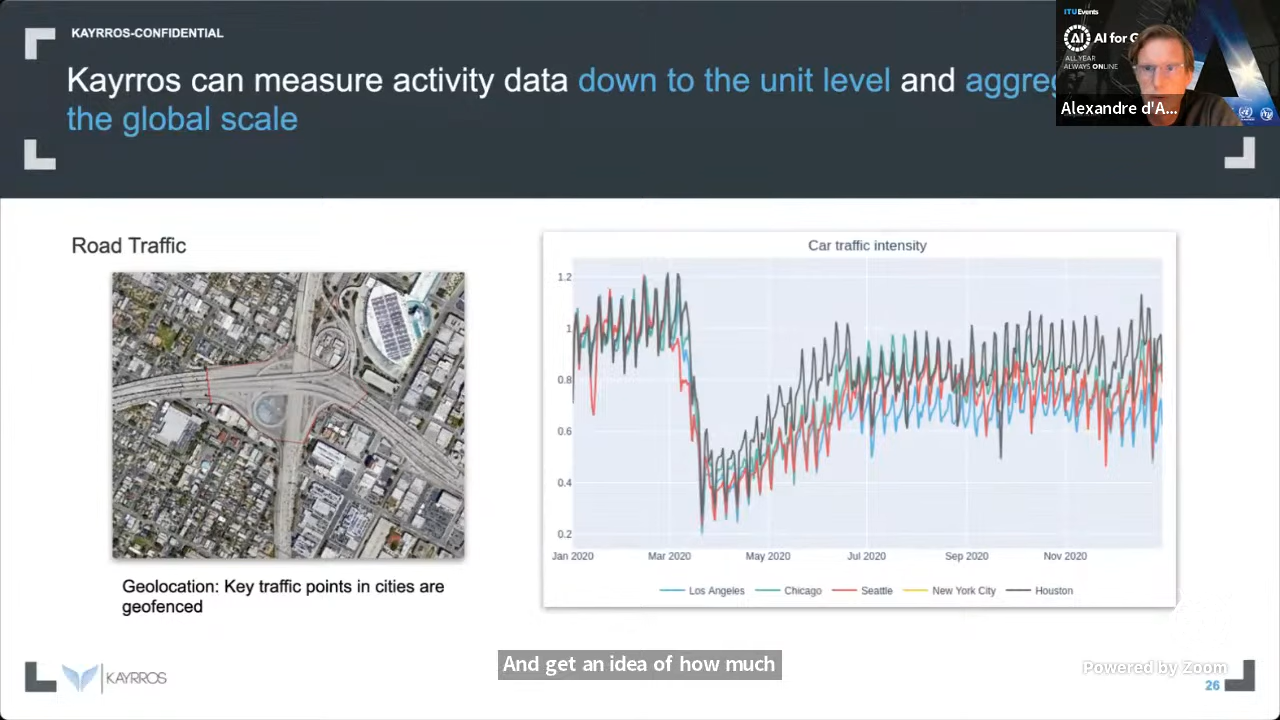 KAYRROS-CONFIDENTIAL
Kayrros can measure activity data down to the unit level and aggreg
the global scale
ITUEvents
AI AI for G
ALL YEAR
ALWAYS ONLINE
Alexandre d'A...
Road Traffic
Geolocation: Key traffic points in cities are
geofenced
Car traffic intensity
1.2
1
0.8
0.6
0.4
0.2
Jan 2020 Mar 2020 May 2020 Jul 2020 Sep 2020 Nov 2020
Los Angeles Chicago Seattle New York City Houston
And get an idea of how much
KAYRROS
Powered by Zoom
26